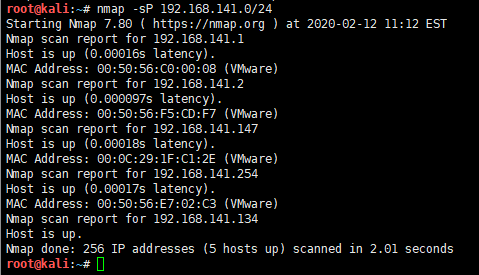 root@kali:~# nmap -sP 192.168.141.0/24
Starting Nmap 7.80 ( https://nmap.org ) at 2020-02-12 11:12 EST
Nmap scan report for 192.168.141.1
Host is up (0.00016s latency).
MAC Address: 00:50:56:C0:00:08 (VMware)
Nmap scan report for 192.168.141.2
Host is up (0.000097s latency).
MAC Address: 00:50:56:F5:CD:F7 (VMware)
Nmap scan report for 192.168.141.147
Host is up (0.00018s latency).
MAC Address: 00:0C:29:1F:C1:2E (VMware)
Nmap scan report for 192.168.141.254
Host is up (0.00017s latency).
MAC Address: 00:50:56:E7:02:C3 (VMware)
Nmap scan report for 192.168.141.134
Host is up.
Nmap done: 256 IP addresses (5 hosts up) scanned in 2.01 seconds
root@kali:~#